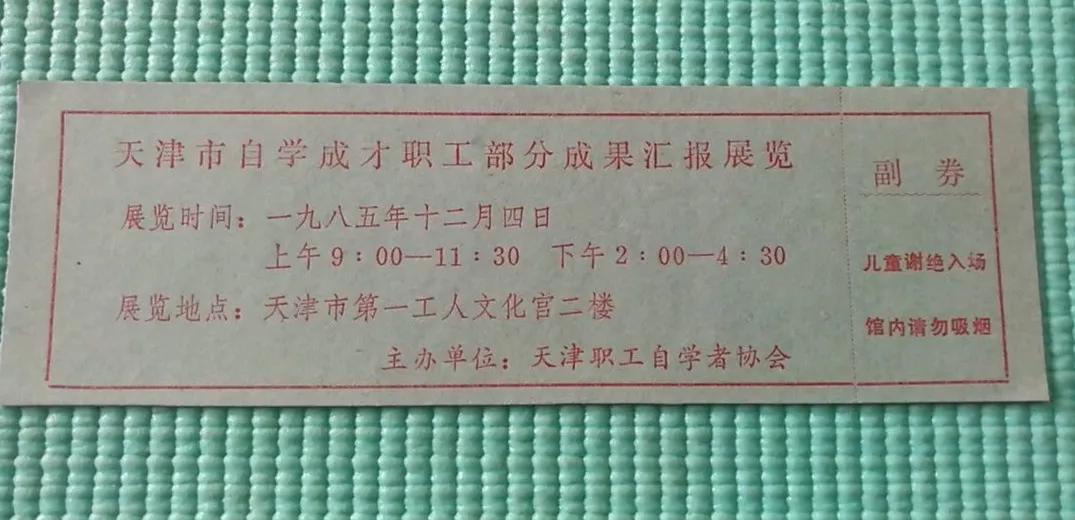 天津市自学成才职工部分成果汇报展览
展览时间：一九八五年十二月四日
上午9：00—11：30 下午2：00—4：30
展览地点：天津市第一工人文化宫二楼
主办单位：天津职工自学者协会
副 券
儿童谢绝入场
馆内请勿吸烟